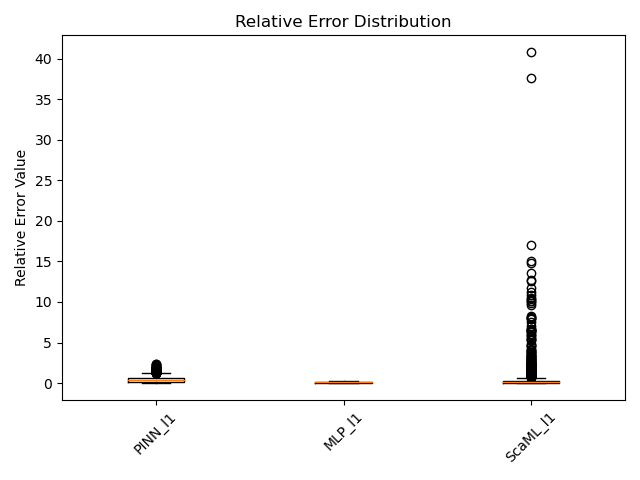 Relative Error Distribution
Relative Error Value
40
35
30
25
20
15
10
5
0
PINN_l1
MLP_l1
ScaML_l1